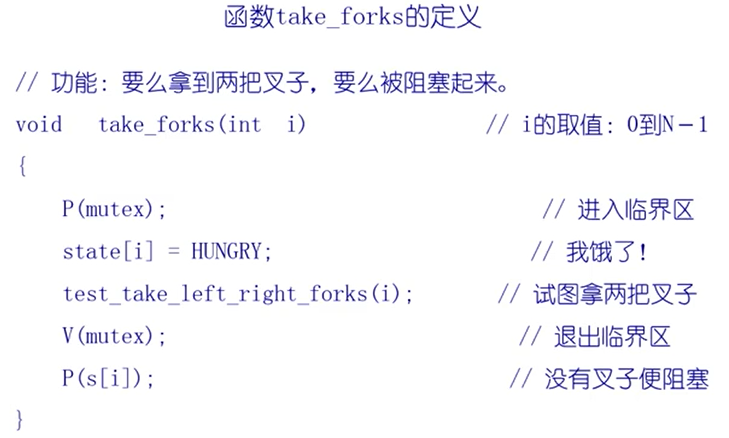 函数take_forks的定义
// 功能：要么拿到两把叉子，要么被阻塞起来。
void take_forks(int i) // i的取值：0到N－1
{
P(mutex); // 进入临界区
state[i] = HUNGRY; // 我饿了！
test_take_left_right_forks(i); // 试图拿两把叉子
V(mutex); // 退出临界区
P(s[i]); // 没有叉子便阻塞
}